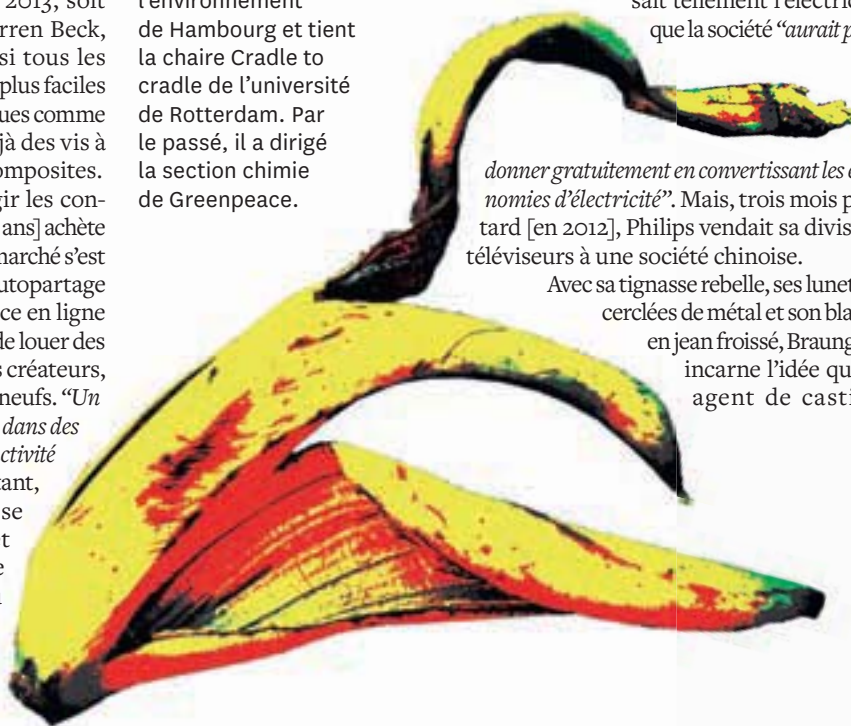 2013, soit
rren Beck,
si tous les
plus faciles
ues comme
jà des vis à
omposites.
gir les con-
ans] achète
marché s'est
utopartage
ce en ligne
de louer des
s créateurs,
neufs. “Un
dans des
ctivité
tant,
se
et
e
l'environnement
de Hambourg et tient
la chaire Cradle to
cradle de l'université
de Rotterdam. Par
le passé, il a dirigé
la section chimie
de Greenpeace.
sait tellement l'électric
que la société “aurait p
donner gratuitement en convertissant les é
nomies d'électricité”. Mais, trois mois p
tard [en 2012], Philips vendait sa divis
téléviseurs à une société chinoise.
Avec sa tignasse rebelle, ses lunet
cerclées de métal et son bla
en jean froissé, Braung
incarne l'idée qu
agent de casti